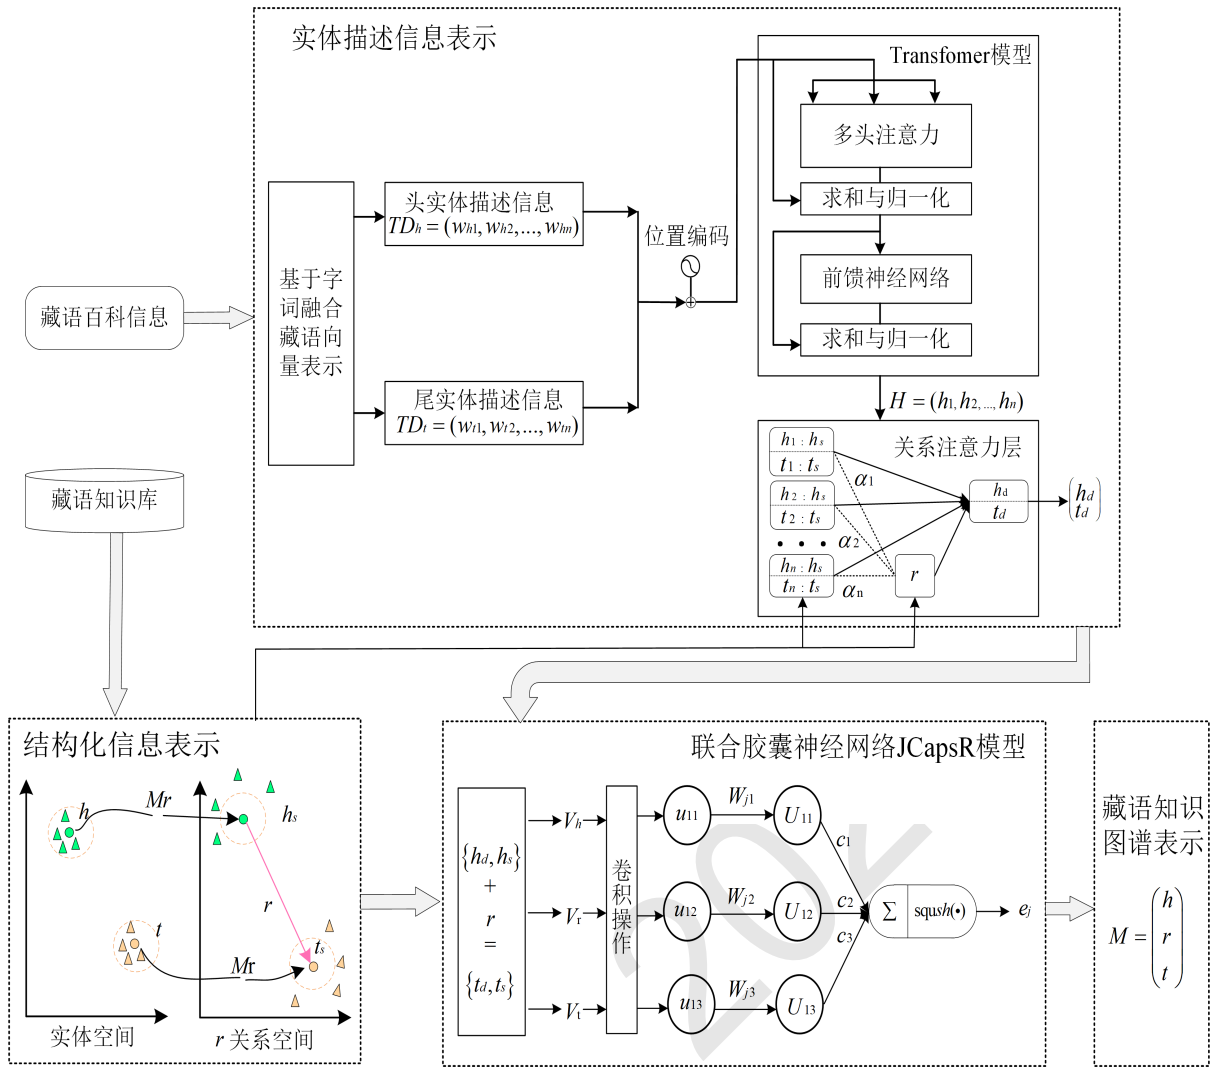 实体描述信息表示
Transfomer模型
多头注意力
求和与归一化
前馈神经网络
求和与归一化
藏语百科信息
基于字
词融合
藏语向
量表示
头实体描述信息
TDh = (wh1, wh2,..., whn)
尾实体描述信息
TDt = (wt1, wt2,..., wtn)
位置编码
H = (h1, h2, ..., hn)
关系注意力层
h1 : hs
t1 : ts
h2 : hs
t2 : ts
• • •
hn : hs
tn : ts
α1
α2
αn
r
hd
td
(hd
td)
藏语知识库
结构化信息表示
h
Mr
hs
r
t
Mr
ts
实体空间
r 关系空间
联合胶囊神经网络JCapsR模型
{hd, hs}
+
r
=
{td, ts}
Vh
Vr
Vt
卷
积
操
作
u11
Wj1
U11
u12
Wj2
U12
u13
Wj3
U13
c1
c2
c3
∑
sqush(•)
ej
藏语知识
图谱表示
M = (h
r
t)
202